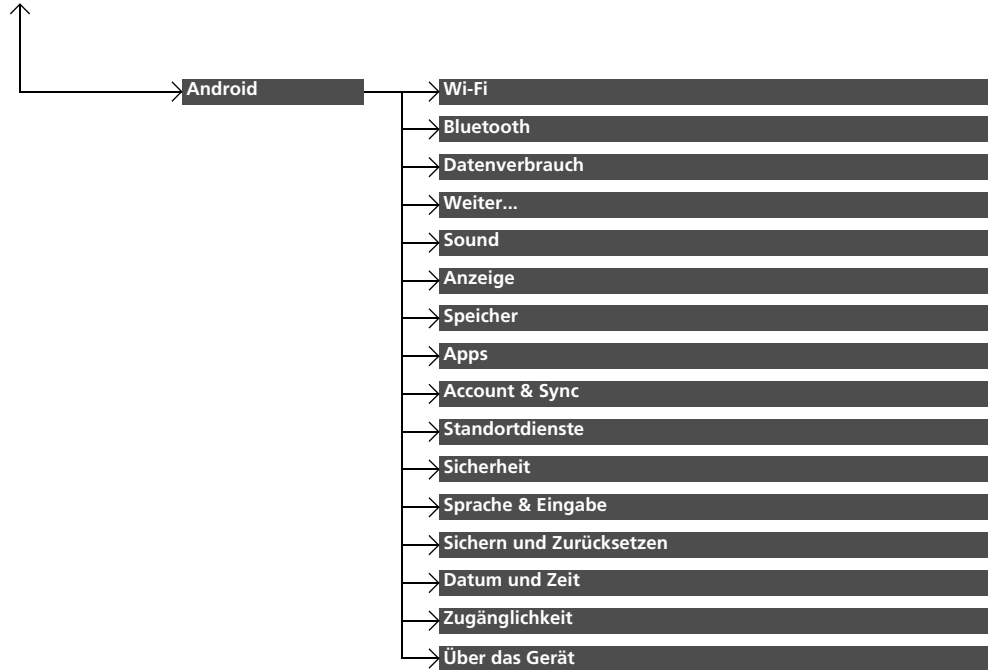 Android
Wi-Fi
Bluetooth
Datenverbrauch
Weiter...
Sound
Anzeige
Speicher
Apps
Account & Sync
Standortdienste
Sicherheit
Sprache & Eingabe
Sichern und Zurücksetzen
Datum und Zeit
Zugänglichkeit
Über das Gerät